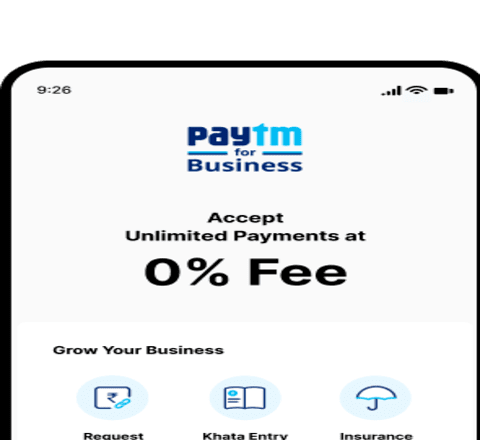 9:26
paytm
for
Business
Accept
Unlimited Payments at
0% Fee
Grow Your Business
₹
Request Khata Entry Insurance